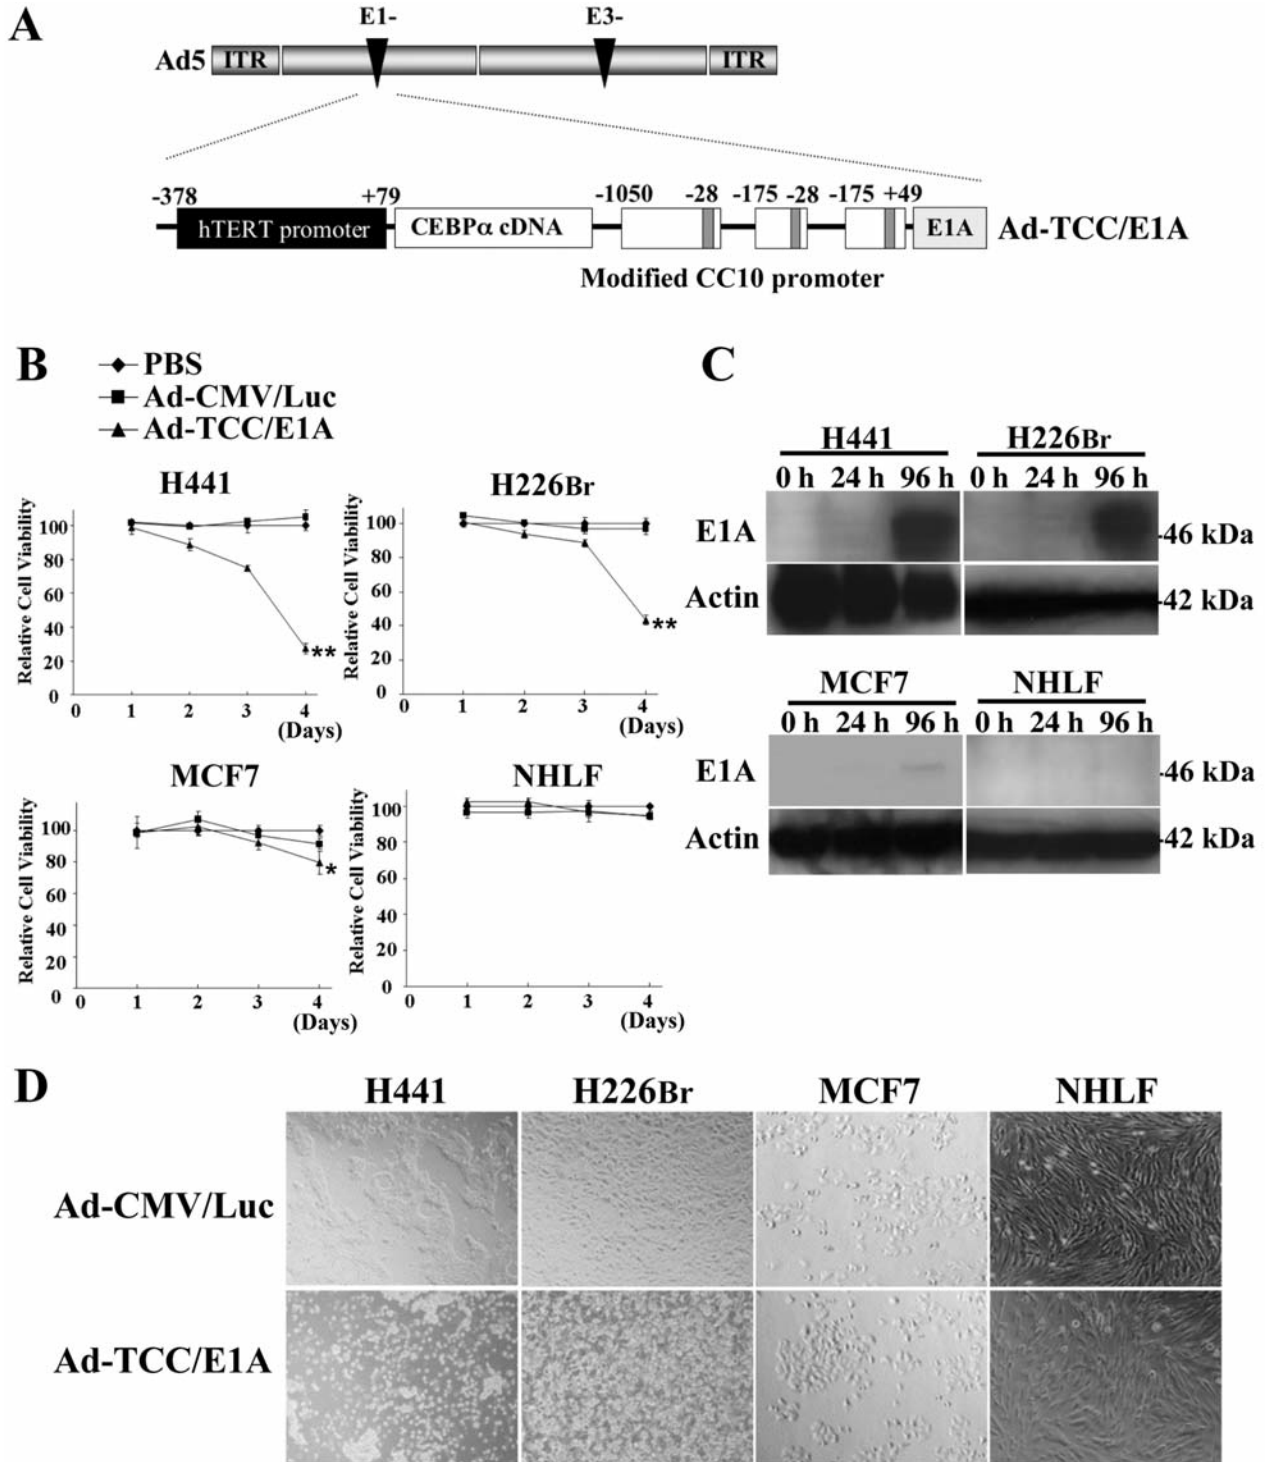 A
E1- E3-
Ad5 ITR ITR
-378 +79 -1050 -28 -175 -28 -175 +49
hTERT promoter CEBPα cDNA E1A Ad-TCC/E1A
Modified CC10 promoter
B
PBS
Ad-CMV/Luc
Ad-TCC/E1A
H441
Relative Cell Viability
100
80
60
40
20
0
**
0 1 2 3 4
(Days)
H226Br
Relative Cell Viability
100
80
60
40
20
0
**
0 1 2 3 4
(Days)
MCF7
Relative Cell Viability
100
80
60
40
20
0
*
0 1 2 3 4
(Days)
NHLF
Relative Cell Viability
100
80
60
40
20
0
0 1 2 3 4
(Days)
C
H441 H226Br
0 h 24 h 96 h 0 h 24 h 96 h
E1A -46 kDa
Actin -42 kDa
MCF7 NHLF
0 h 24 h 96 h 0 h 24 h 96 h
E1A -46 kDa
Actin -42 kDa
D
H441 H226Br MCF7 NHLF
Ad-CMV/Luc
Ad-TCC/E1A